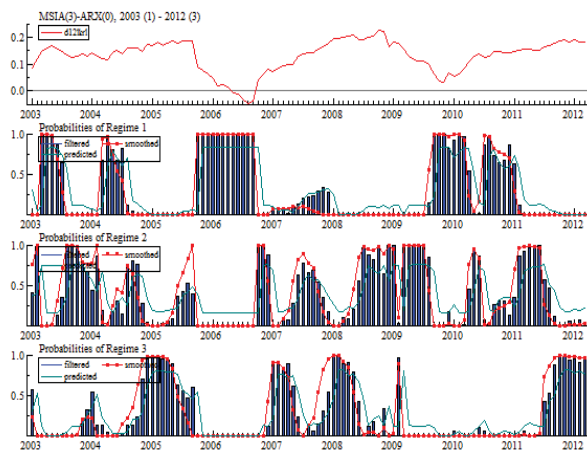 MSIA(3)-ARX(0), 2003 (1) - 2012 (3)
d12lkrl
0.2
0.1
0.0
2003 2004 2005 2006 2007 2008 2009 2010 2011 2012
Probabilities of Regime 1
1.0
filtered smoothed
predicted
0.5
2003 2004 2005 2006 2007 2008 2009 2010 2011 2012
Probabilities of Regime 2
1.0
filtered smoothed
0.5
2003 2004 2005 2006 2007 2008 2009 2010 2011 2012
Probabilities of Regime 3
1.0
filtered smoothed
predicted
0.5
2003 2004 2005 2006 2007 2008 2009 2010 2011 2012